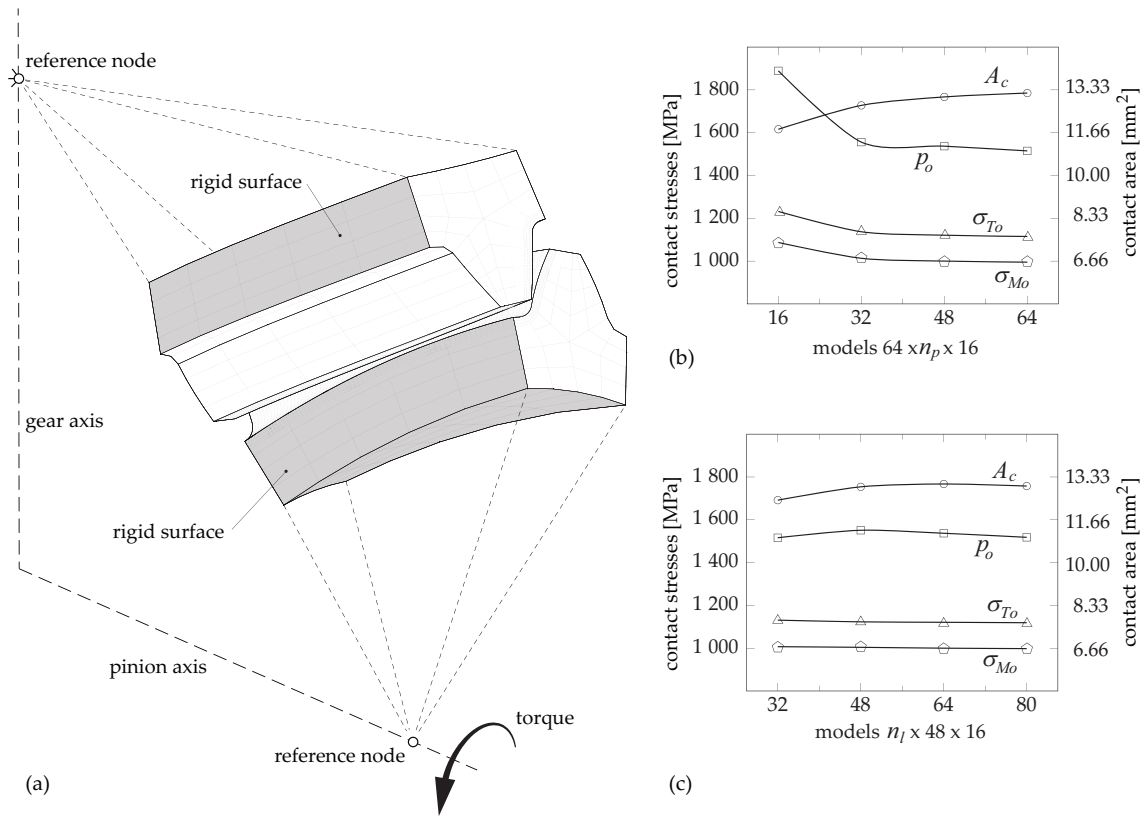 reference node
rigid surface
gear axis
rigid surface
pinion axis
torque
reference node
(a)
contact stresses [MPa]
1 800
1 600
1 400
1 200
1 000
A_c
p_o
σ_To
σ_Mo
13.33
11.66
10.00
8.33
6.66
contact area [mm²]
16 32 48 64
(b)
models 64 x n_p x 16
contact stresses [MPa]
1 800
1 600
1 400
1 200
1 000
A_c
p_o
σ_To
σ_Mo
13.33
11.66
10.00
8.33
6.66
contact area [mm²]
32 48 64 80
models n_l x 48 x 16
(c)